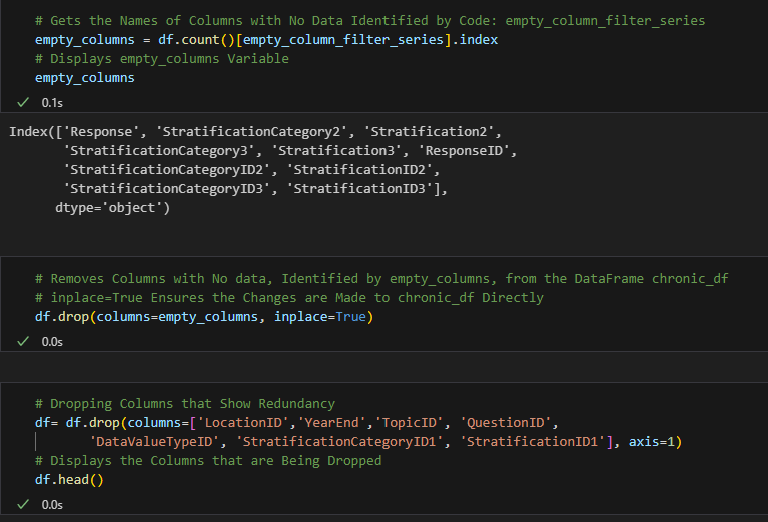 # Gets the Names of Columns with No Data Identified by Code: empty_column_filter_series
empty_columns = df.count()[empty_column_filter_series].index
# Displays empty_columns Variable
empty_columns
0.1s
Index(['Response', 'StratificationCategory2', 'Stratification2',
'StratificationCategory3', 'Stratification3', 'ResponseID',
'StratificationCategoryID2', 'StratificationID2',
'StratificationCategoryID3', 'StratificationID3'],
dtype='object')
# Removes Columns with No data, Identified by empty_columns, from the DataFrame chronic_df
# inplace=True Ensures the Changes are Made to chronic_df Directly
df.drop(columns=empty_columns, inplace=True)
0.0s
# Dropping Columns that Show Redundancy
df= df.drop(columns=['LocationID','YearEnd','TopicID', 'QuestionID',
'DataValueTypeID', 'StratificationCategoryID1', 'StratificationID1'], axis=1)
# Displays the Columns that are Being Dropped
df.head()
0.0s